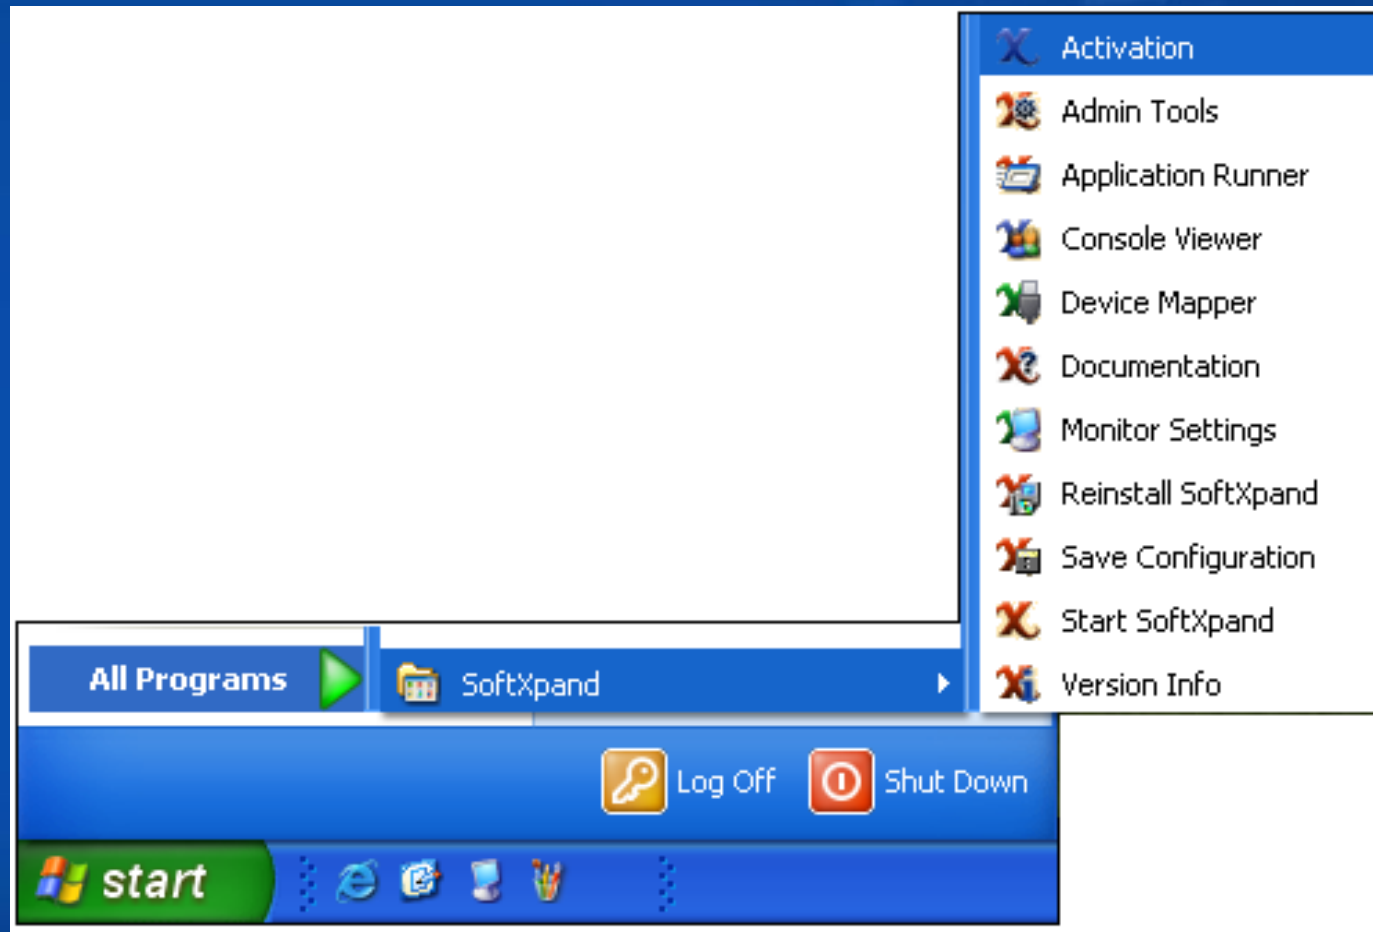 Activation
Admin Tools
Application Runner
Console Viewer
Device Mapper
Documentation
Monitor Settings
Reinstall SoftXpand
Save Configuration
Start SoftXpand
Version Info
All Programs
SoftXpand
Log Off
Shut Down
start